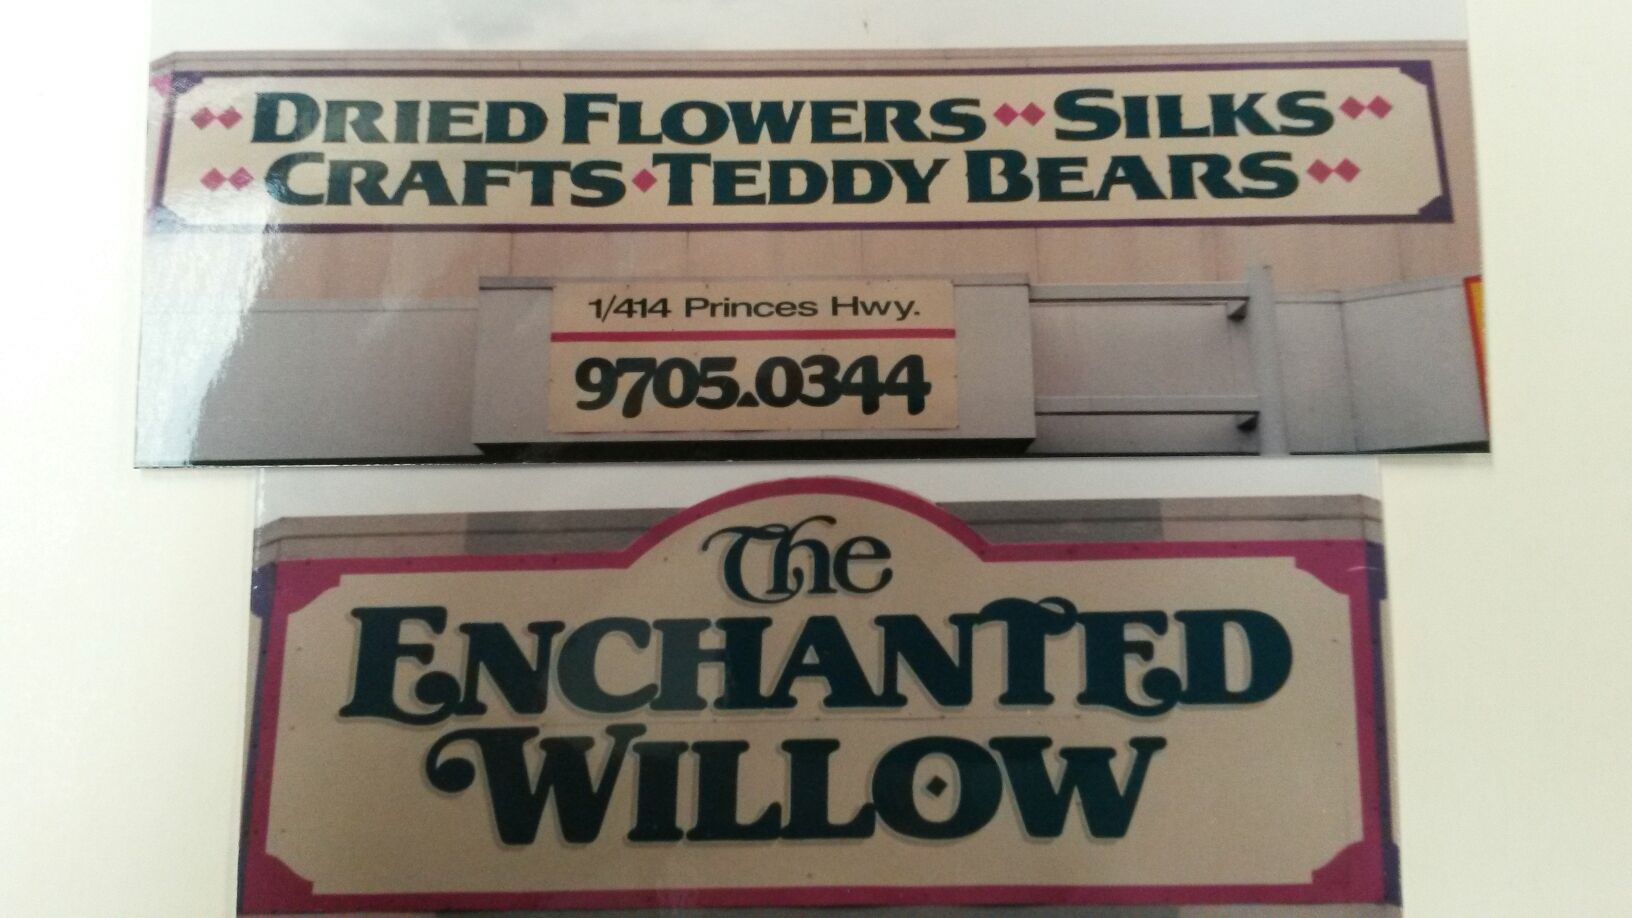 DRIED FLOWERS SILKS
CRAFTS TEDDY BEARS
1/414 Princes Hwy.
9705.0344
The
ENCHANTED
WILLOW